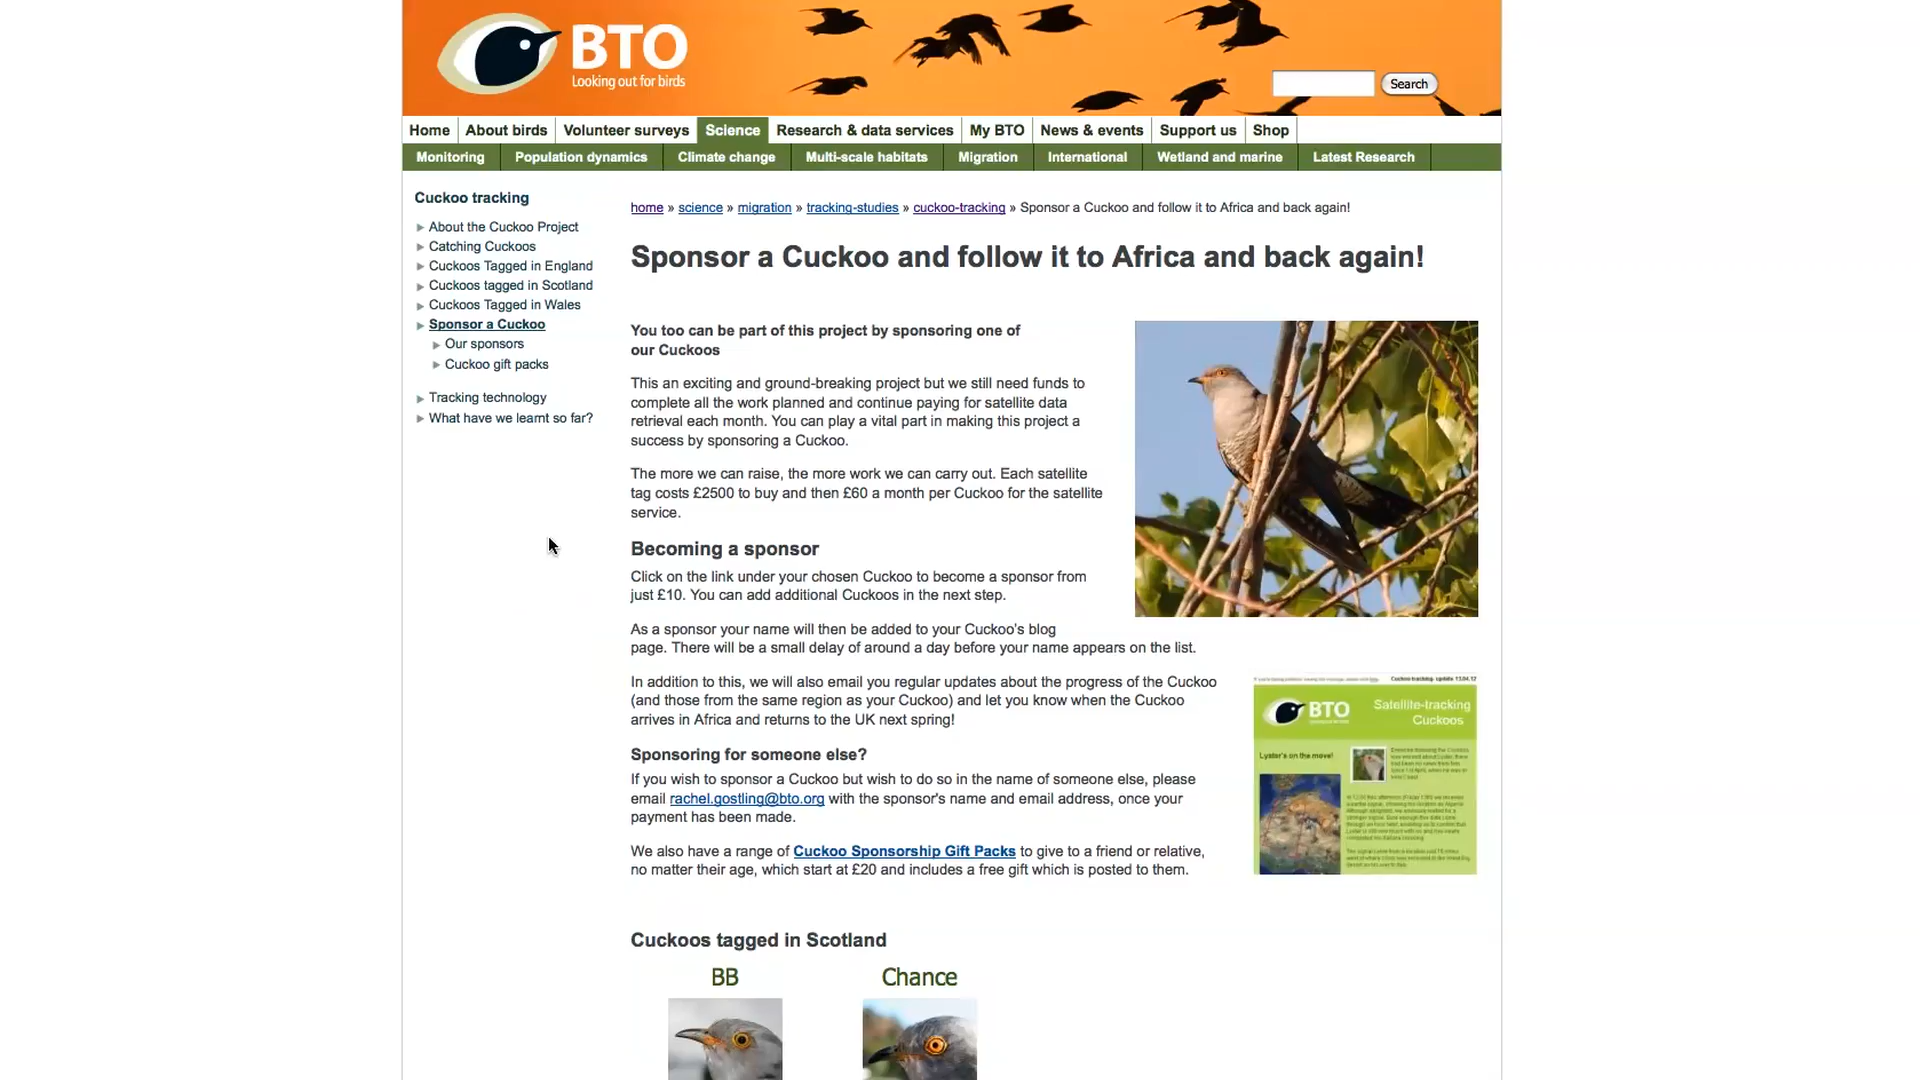 BTO
Looking out for birds
Search
Home
About birds
Volunteer surveys
Science
Research & data services
My BTO
News & events
Support us
Shop
Monitoring
Population dynamics
Climate change
Multi-scale habitats
Migration
International
Wetland and marine
Latest Research
Cuckoo tracking
About the Cuckoo Project
Catching Cuckoos
Cuckoos Tagged in England
Cuckoos tagged in Scotland
Cuckoos Tagged in Wales
Sponsor a Cuckoo
Our sponsors
Cuckoo gift packs
Tracking technology
What have we learnt so far?
home » science » migration » tracking-studies » cuckoo-tracking » Sponsor a Cuckoo and follow it to Africa and back again!
Sponsor a Cuckoo and follow it to Africa and back again!
You too can be part of this project by sponsoring one of
our Cuckoos
This an exciting and ground-breaking project but we still need funds to
complete all the work planned and continue paying for satellite data
retrieval each month. You can play a vital part in making this project a
success by sponsoring a Cuckoo.
The more we can raise, the more work we can carry out. Each satellite
tag costs £2500 to buy and then £60 a month per Cuckoo for the satellite
service.
Becoming a sponsor
Click on the link under your chosen Cuckoo to become a sponsor from
just £10. You can add additional Cuckoos in the next step.
As a sponsor your name will then be added to your Cuckoo's blog
page. There will be a small delay of around a day before your name appears on the list.
In addition to this, we will also email you regular updates about the progress of the Cuckoo
(and those from the same region as your Cuckoo) and let you know when the Cuckoo
arrives in Africa and returns to the UK next spring!
Sponsoring for someone else?
If you wish to sponsor a Cuckoo but wish to do so in the name of someone else, please
email rachel.gostling@bto.org with the sponsor's name and email address, once your
payment has been made.
We also have a range of Cuckoo Sponsorship Gift Packs to give to a friend or relative,
no matter their age, which start at £20 and includes a free gift which is posted to them.
Cuckoo tracking update 13.04.12
BTO
Satellite-tracking
Cuckoos
Lyster's on the move!
Cuckoos tagged in Scotland
BB
Chance